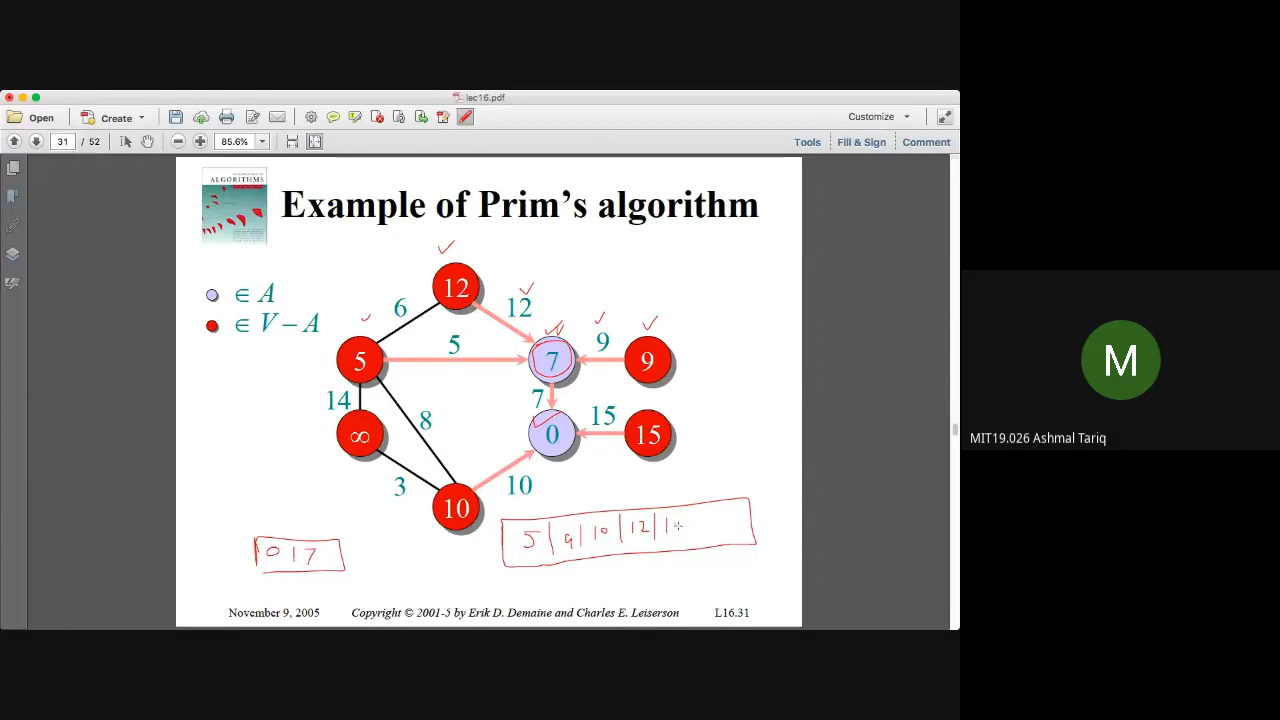 lec16.pdf
Open
Create
Customize
31 / 52
85.6%
Tools
Fill & Sign
Comment
ALGORITHMS
Example of Prim's algorithm
∈ A
∈ V – A
12
6
12
5
5
7
9
9
14
8
7
15
∞
0
15
3
10
10
5 | 9 | 10 | 12 | 1
0 | 7
November 9, 2005 Copyright © 2001-5 by Erik D. Demaine and Charles E. Leiserson L16.31
M
MIT19.026 Ashmal Tariq